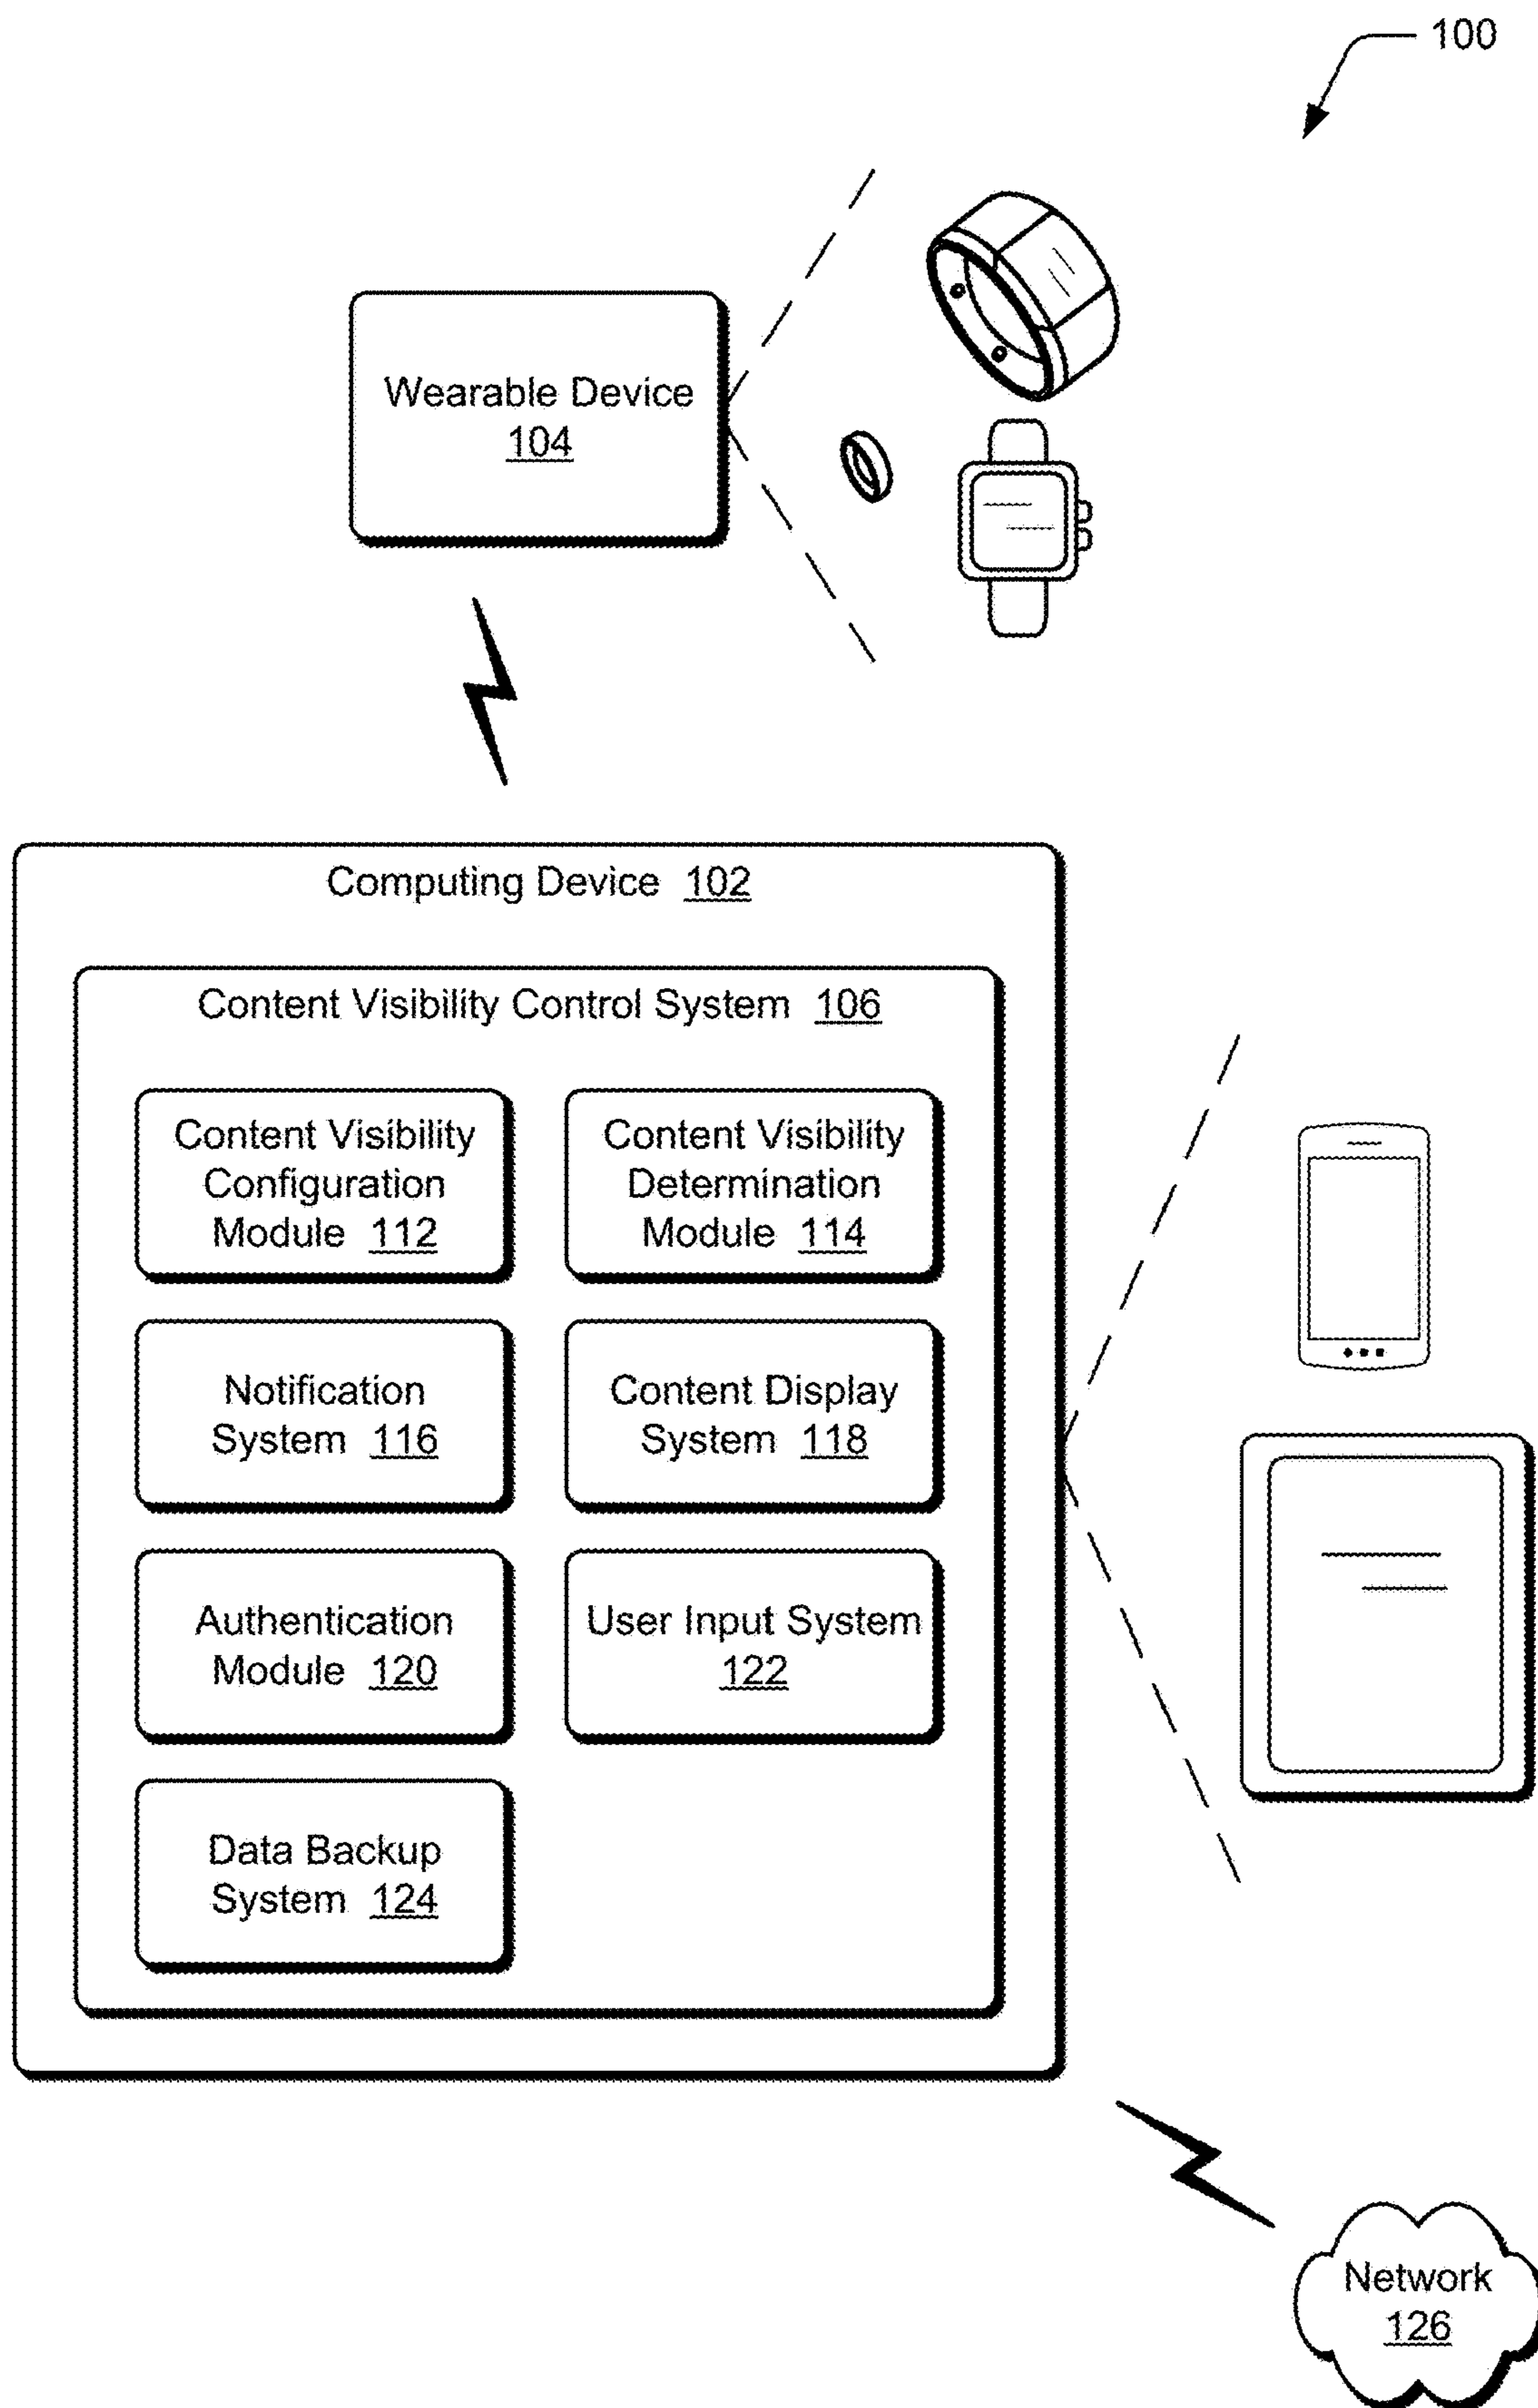 100
Wearable Device
104
Computing Device 102
Content Visibility Control System 106
Content Visibility
Configuration
Module 112
Content Visibility
Determination
Module 114
Notification
System 116
Content Display
System 118
Authentication
Module 120
User Input System
122
Data Backup
System 124
Network
126